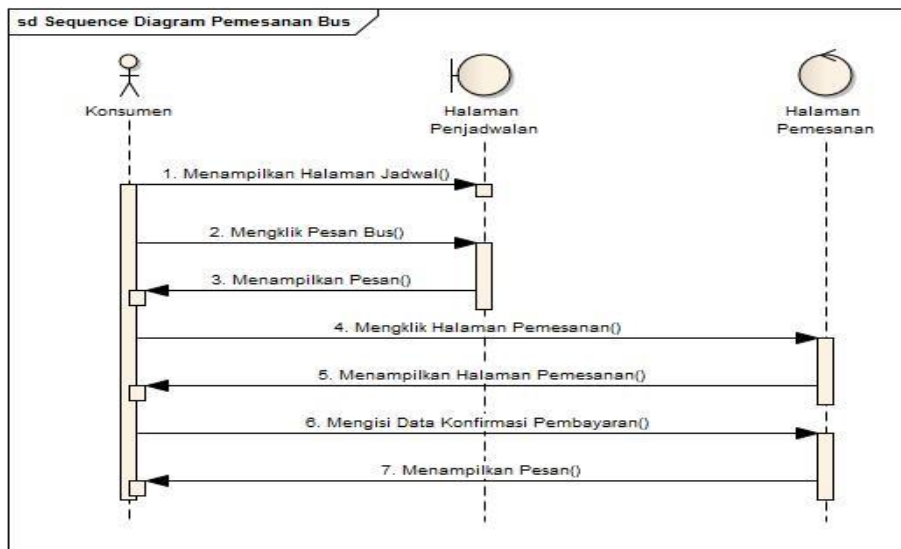 sd Sequence Diagram Pemesanan Bus
Konsumen
Halaman
Penjadwalan
Halaman
Pemesanan
1. Menampilkan Halaman Jadwal()
2. Mengklik Pesan Bus()
3. Menampilkan Pesan()
4. Mengklik Halaman Pemesanan()
5. Menampilkan Halaman Pemesanan()
6. Mengisi Data Konfirmasi Pembayaran()
7. Menampilkan Pesan()